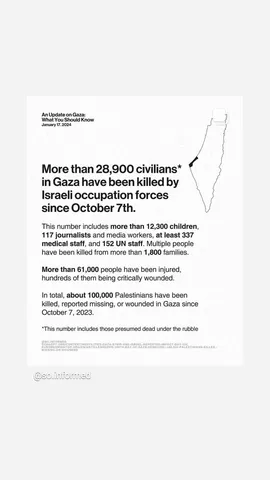 An Update on Gaza:
What You Should Know
January 17, 2024
More than 28,900 civilians*
in Gaza have been killed by
Israeli occupation forces
since October 7th.
This number includes more than 12,300 children,
117 journalists and media workers, at least 337
medical staff, and 152 UN staff. Multiple people
have been killed from more than 1,800 families.
More than 61,000 people have been injured,
hundreds of them being critically wounded.
In total, about 100,000 Palestinians have been
killed, reported missing, or wounded in Gaza since
October 7, 2023.
*This number includes those presumed dead under the rubble
@so.informed